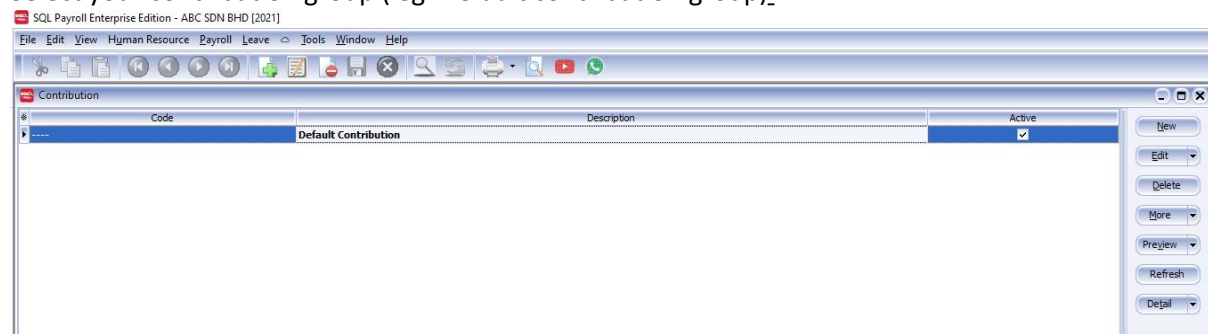 SQL Payroll Enterprise Edition - ABC SDN BHD [2021]
File Edit View Human Resource Payroll Leave Tools Window Help
Contribution
Code Description Active
---- Default Contribution
New
Edit
Delete
More
Preview
Refresh
Detail